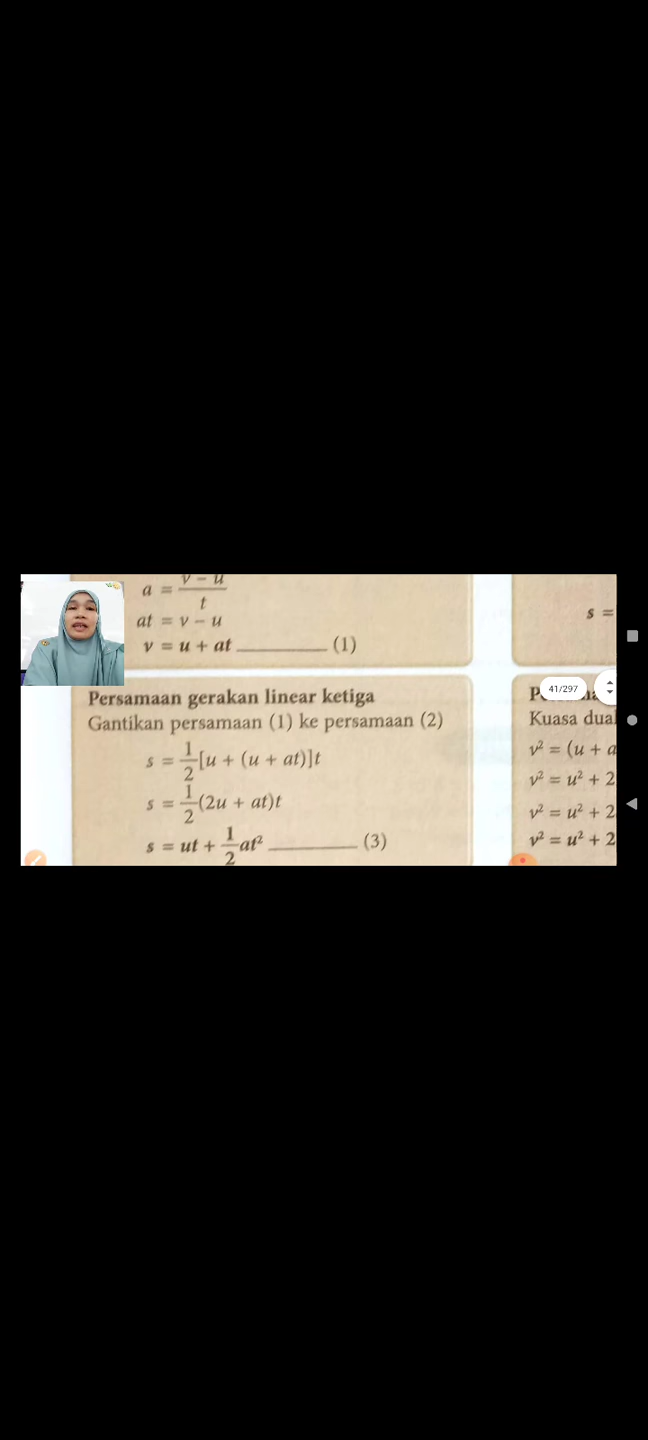 a = v − u / t
at = v − u
v = u + at ________ (1)
Persamaan gerakan linear ketiga
Gantikan persamaan (1) ke persamaan (2)
s = 1/2 [u + (u + at)]t
s = 1/2 (2u + at)t
s = ut + 1/2 at² ________ (3)
s =
41/297
Kuasa dua
v² = (u + a
v² = u² + 2
v² = u² + 2
v² = u² + 2